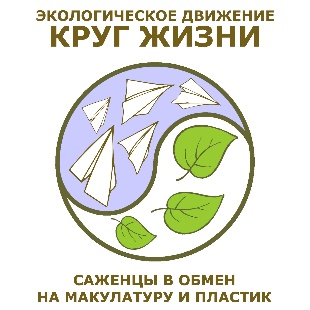 ЭКОЛОГИЧЕСКОЕ ДВИЖЕНИЕ
КРУГ ЖИЗНИ
САЖЕНЦЫ В ОБМЕН
НА МАКУЛАТУРУ И ПЛАСТИК